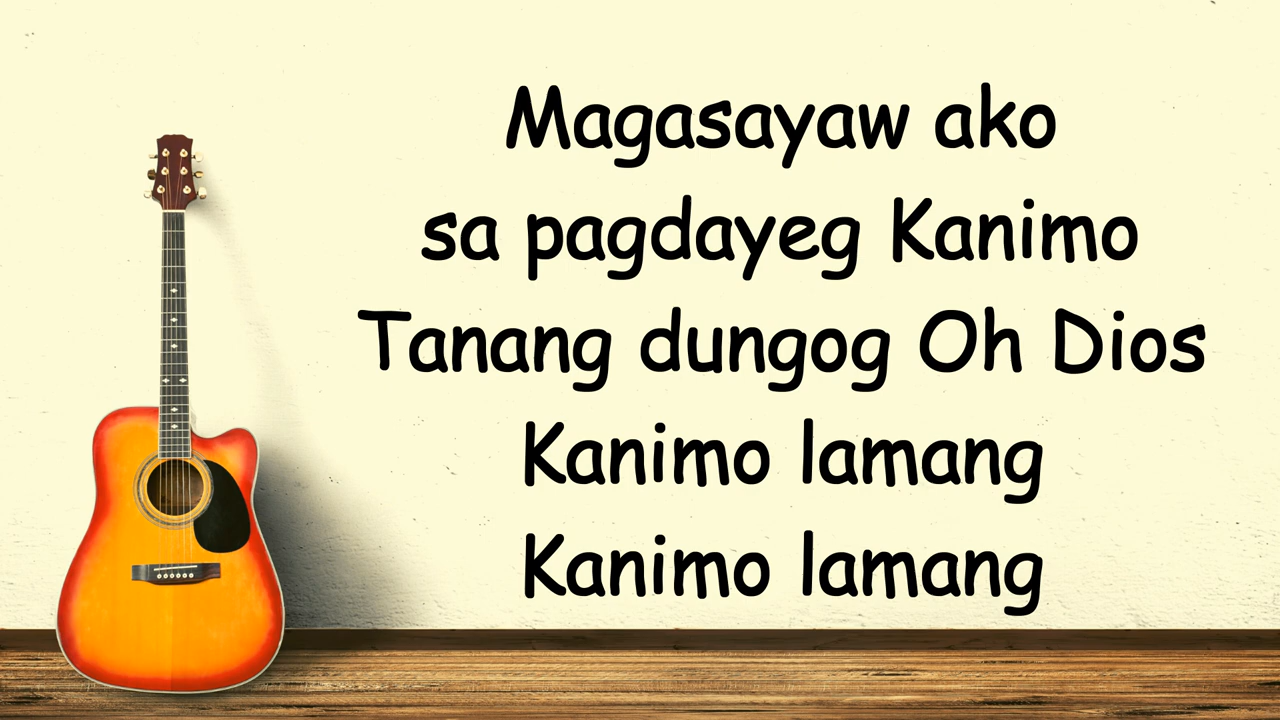 Magasayaw ako
sa pagdayeg Kanimo
Tanang dungog Oh Dios
Kanimo lamang
Kanimo lamang